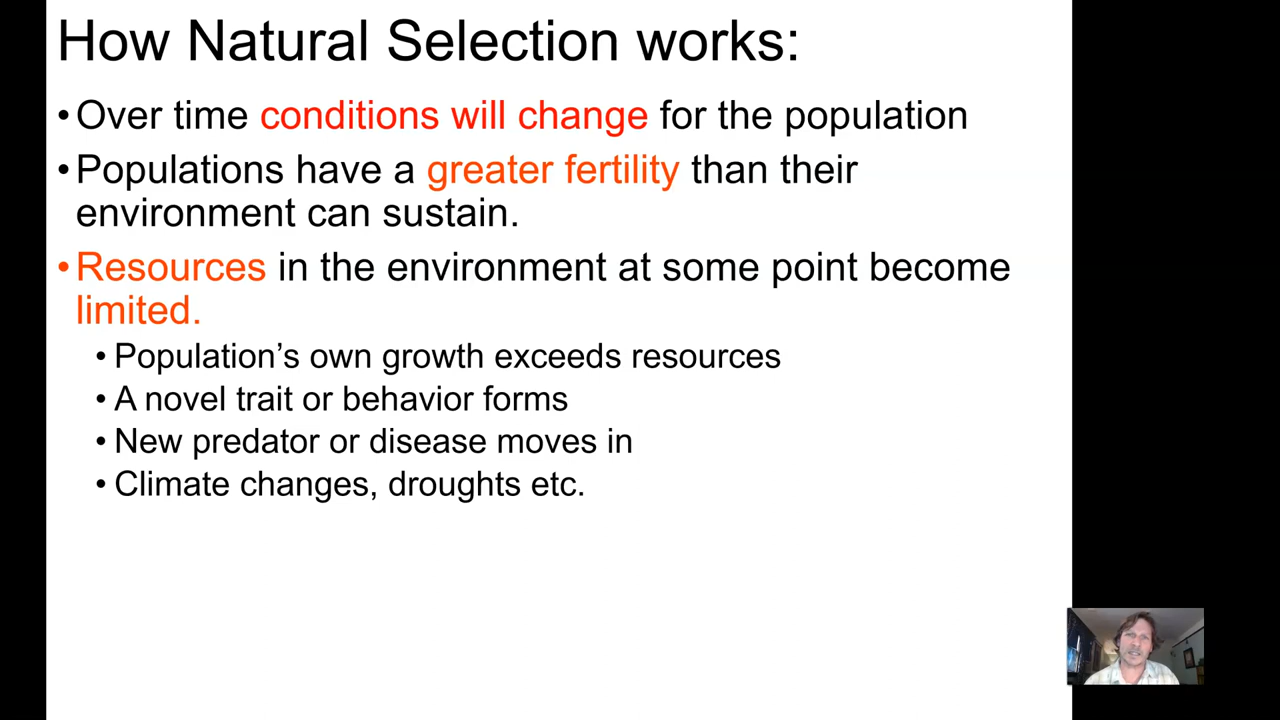 How Natural Selection works:
•Over time conditions will change for the population
•Populations have a greater fertility than their
environment can sustain.
•Resources in the environment at some point become
limited.
• Population’s own growth exceeds resources
• A novel trait or behavior forms
• New predator or disease moves in
• Climate changes, droughts etc.